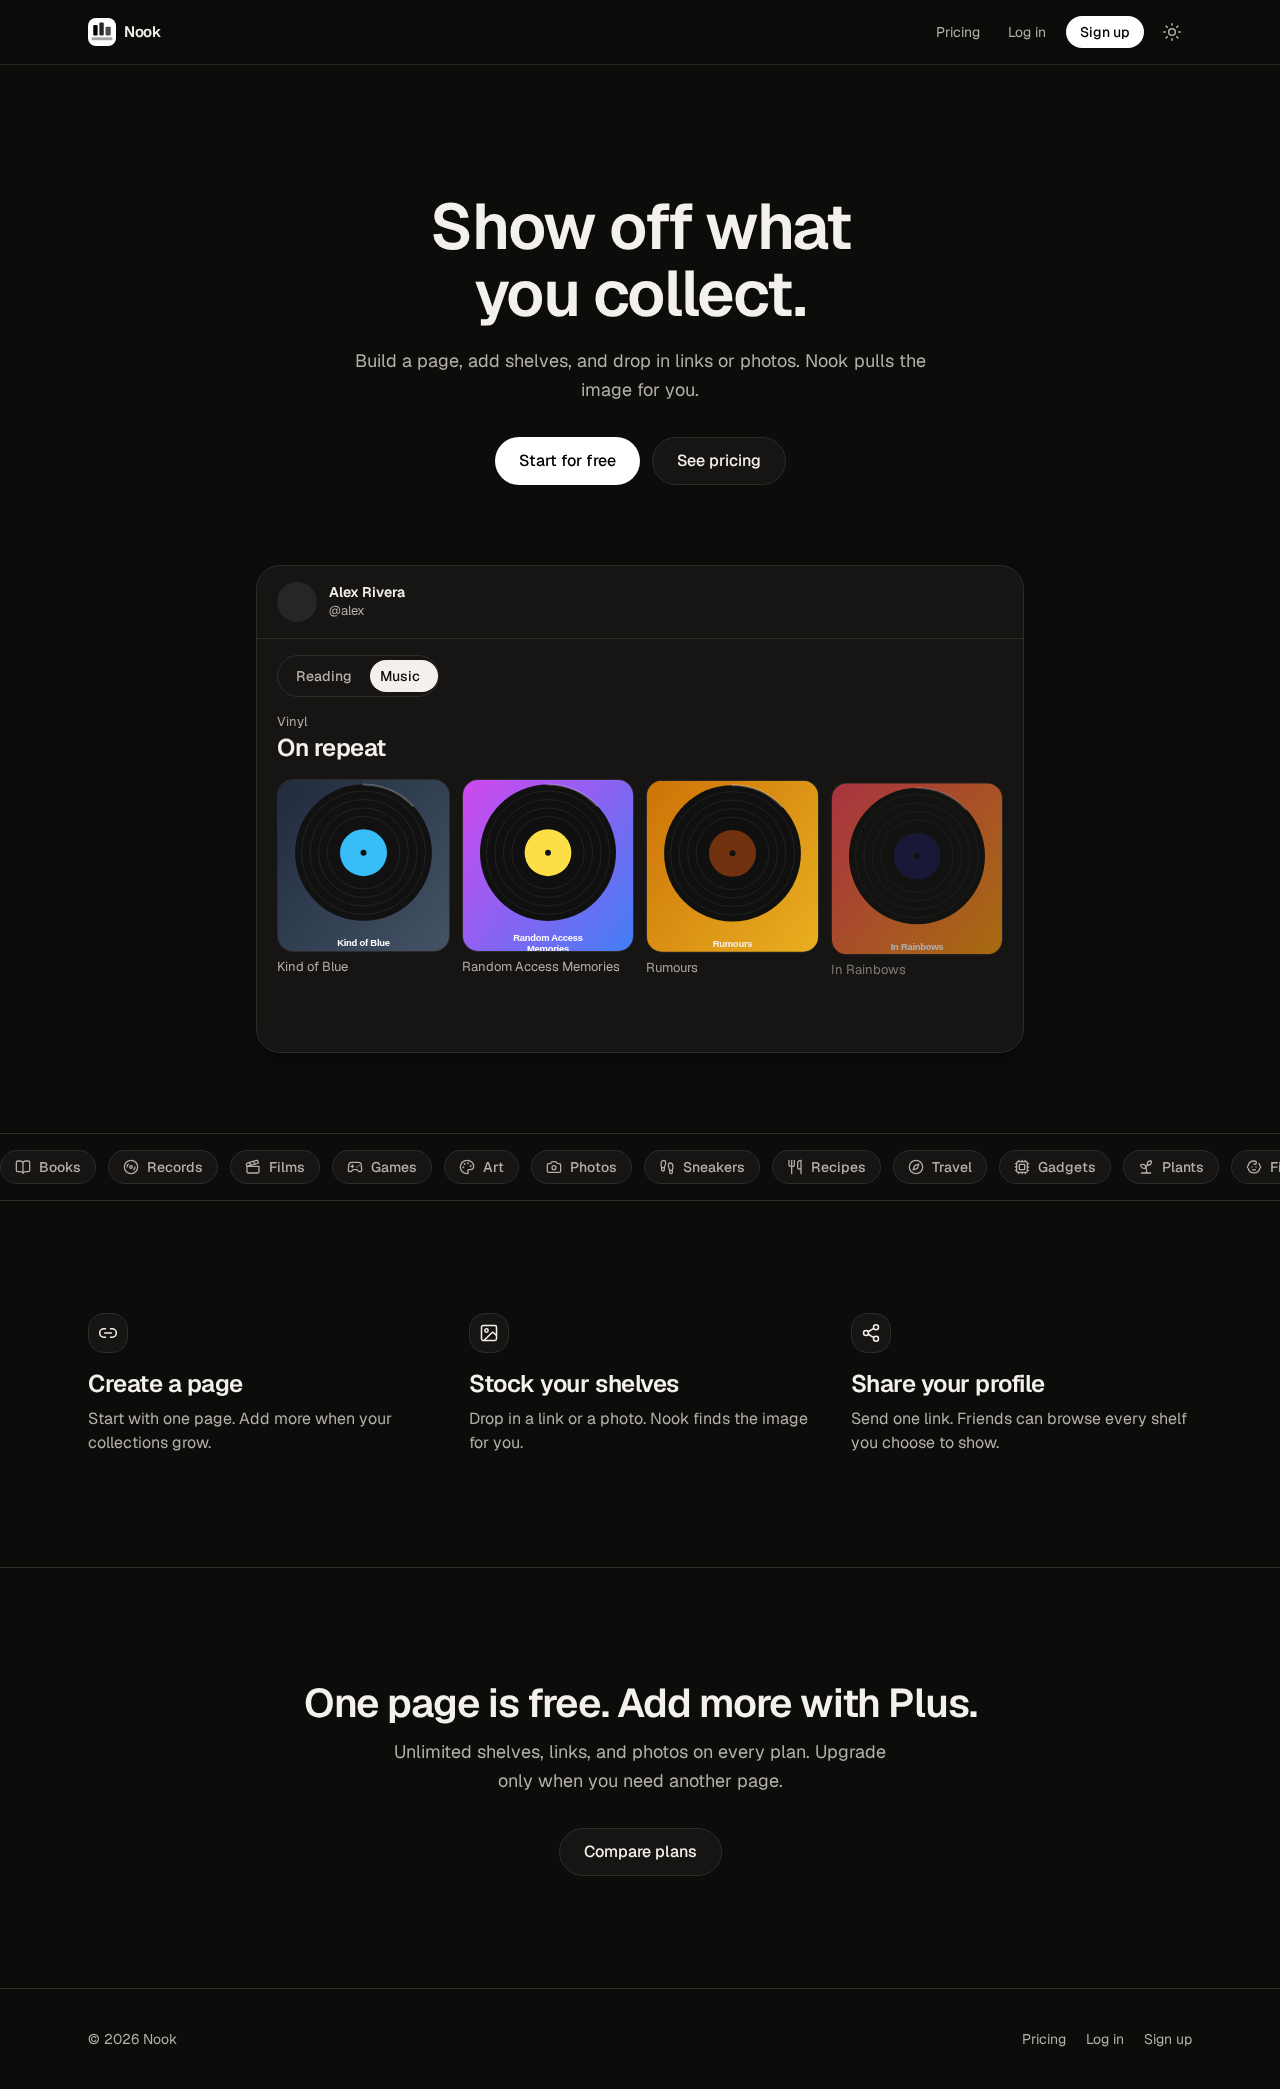 Nook
Pricing
Log in
Sign up
Show off what
you collect.
Build a page, add shelves, and drop in links or photos. Nook pulls the
image for you.
Start for free
See pricing
Alex Rivera
@alex
Reading
Music
Vinyl
On repeat
Kind of Blue
Random Access
Memories
Rumours
In Rainbows
Kind of Blue
Random Access Memories
Rumours
In Rainbows
Books
Records
Films
Games
Art
Photos
Sneakers
Recipes
Travel
Gadgets
Plants
Create a page
Start with one page. Add more when your
collections grow.
Stock your shelves
Drop in a link or a photo. Nook finds the image
for you.
Share your profile
Send one link. Friends can browse every shelf
you choose to show.
One page is free. Add more with Plus.
Unlimited shelves, links, and photos on every plan. Upgrade
only when you need another page.
Compare plans
© 2026 Nook
Pricing
Log in
Sign up